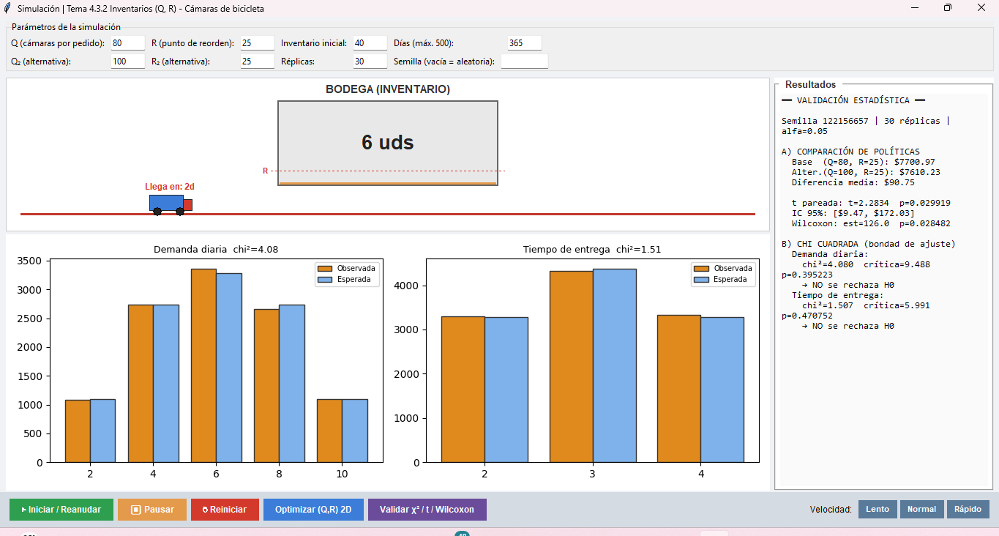 Simulación | Tema 4.3.2 Inventarios (Q, R) - Cámaras de bicicleta
Parámetros de la simulación
Q (cámaras por pedido): 80 R (punto de reorden): 25 Inventario inicial: 40 Días (máx. 500): 365
Q₂ (alternativa): 100 R₂ (alternativa): 25 Réplicas: 30 Semilla (vacía = aleatoria):
BODEGA (INVENTARIO)
6 uds
R
Llega en: 2d
Demanda diaria chi²=4.08
3500
3000
2500
2000
1500
1000
500
0
2 4 6 8 10
Observada
Esperada
Tiempo de entrega chi²=1.51
4000
3000
2000
1000
0
2 3 4
Observada
Esperada
Resultados
══ VALIDACIÓN ESTADÍSTICA ══
Semilla 122156657 | 30 réplicas |
alfa=0.05
A) COMPARACIÓN DE POLÍTICAS
Base (Q=80, R=25): $7700.97
Alter.(Q=100, R=25): $7610.23
Diferencia media: $90.75
t pareada: t=2.2834 p=0.029919
IC 95%: [$9.47, $172.03]
Wilcoxon: est=126.0 p=0.028482
B) CHI CUADRADA (bondad de ajuste)
Demanda diaria:
chi²=4.080 crítica=9.488
p=0.395223
→ NO se rechaza H0
Tiempo de entrega:
chi²=1.507 crítica=5.991
p=0.470752
→ NO se rechaza H0
Iniciar / Reanudar Pausar Reiniciar Optimizar (Q,R) 2D Validar χ² / t / Wilcoxon Velocidad: Lento Normal Rápido